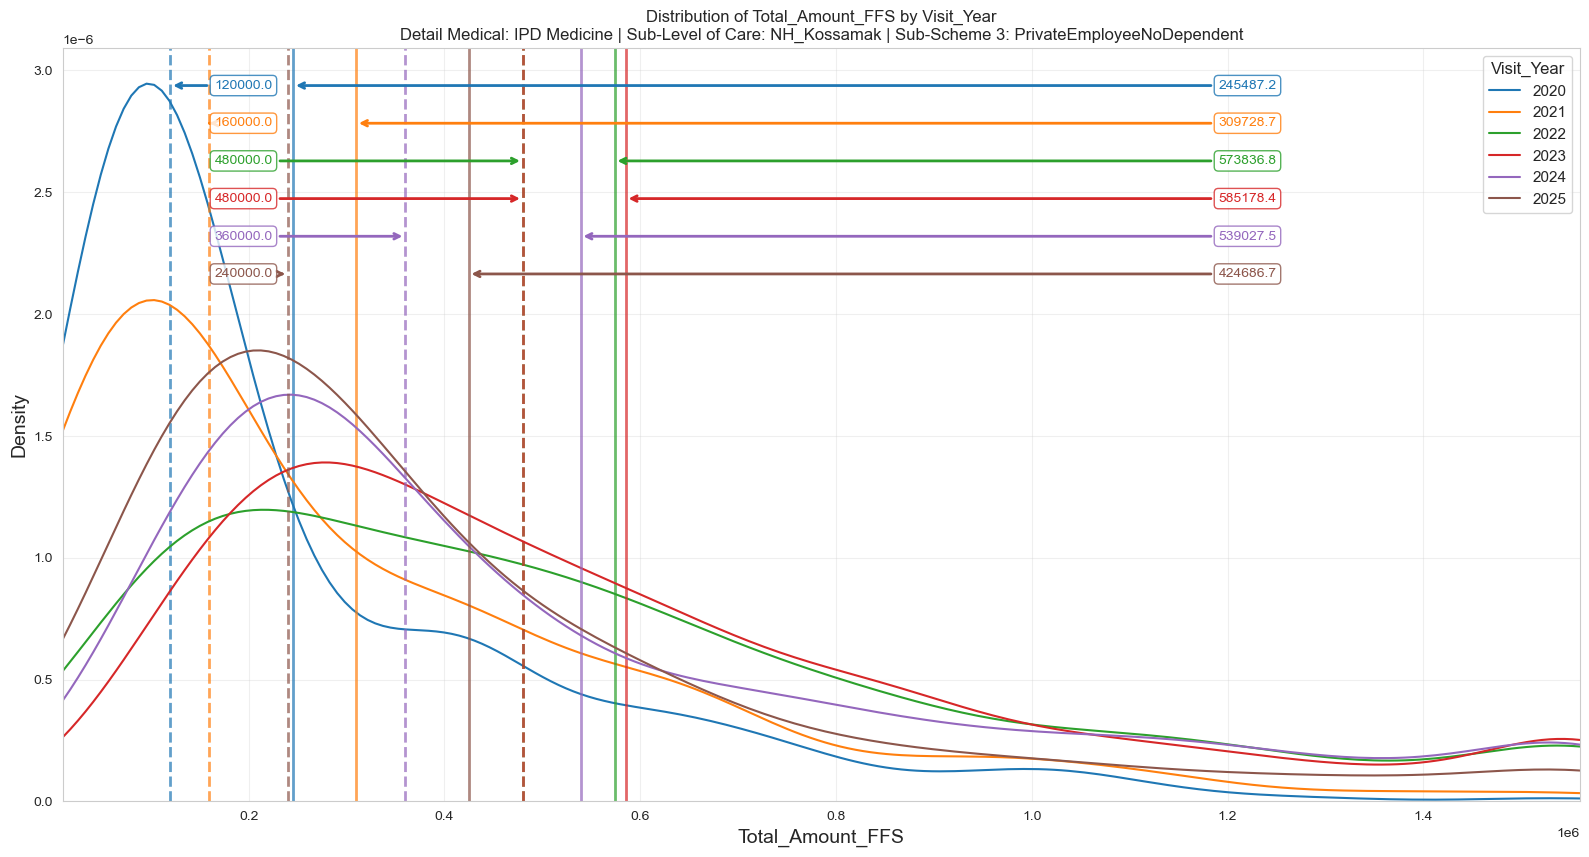 Distribution of Total_Amount_FFS by Visit_Year
Detail Medical: IPD Medicine | Sub-Level of Care: NH_Kossamak | Sub-Scheme 3: PrivateEmployeeNoDependent
1e−6
3.0
2.5
2.0
1.5
1.0
0.5
0.0
Density
120000.0 245487.2
160000.0 309728.7
480000.0 573836.8
480000.0 585178.4
360000.0 539027.5
240000.0 424686.7
Visit_Year
2020
2021
2022
2023
2024
2025
0.2 0.4 0.6 0.8 1.0 1.2 1.4
1e6
Total_Amount_FFS